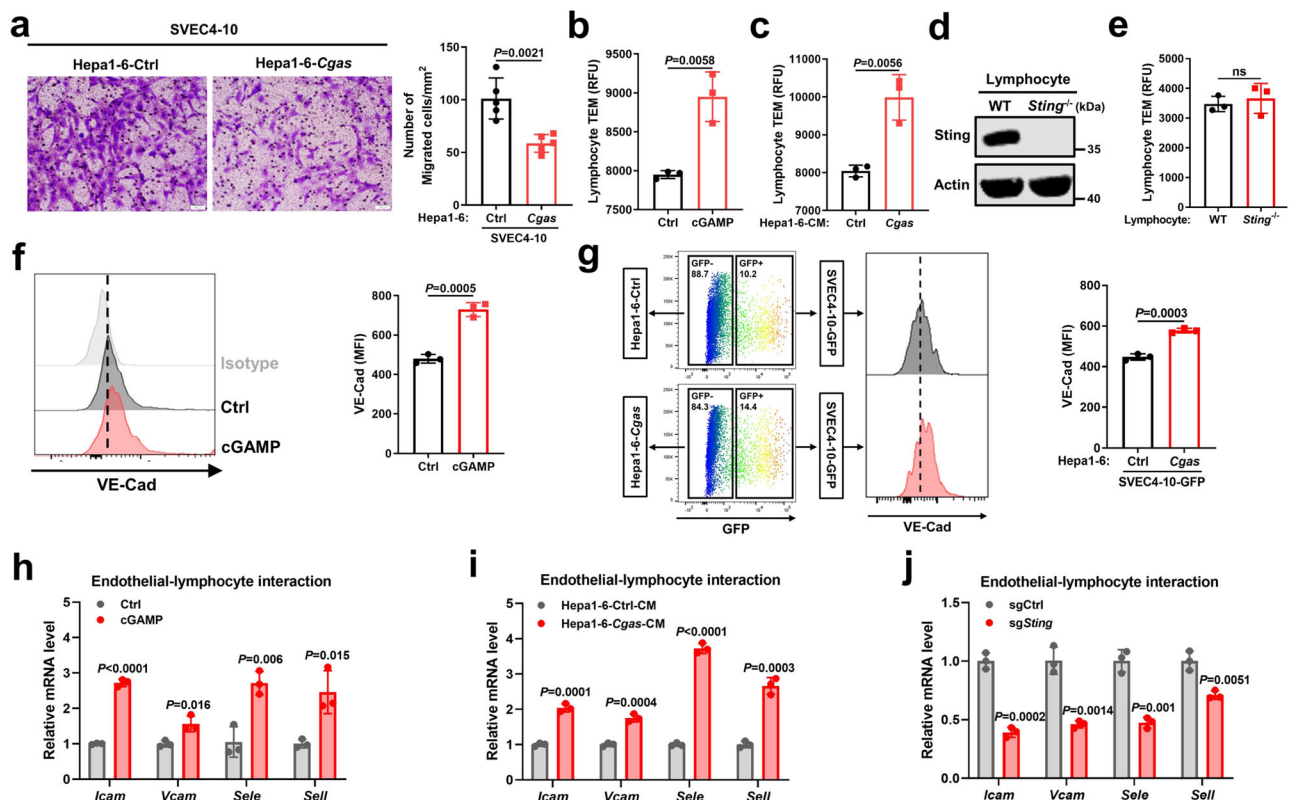 a
SVEC4-10
Hepa1-6-Ctrl
Hepa1-6-Cgas
Number of
Migrated cells/mm²
150
100
50
0
P=0.0021
Hepa1-6: Ctrl Cgas
SVEC4-10
b
Lymphocyte TEM (RFU)
9500
9000
8500
8000
7500
P=0.0058
Ctrl cGAMP
c
Lymphocyte TEM (RFU)
11000
10000
9000
8000
7000
P=0.0056
Hepa1-6-CM: Ctrl Cgas
d
Lymphocyte
WT Sting-/- (kDa)
Sting
35
Actin
40
e
Lymphocyte TEM (RFU)
5000
4000
3000
2000
1000
0
ns
Lymphocyte: WT Sting-/-
f
Isotype
Ctrl
cGAMP
VE-Cad
VE-Cad (MFI)
800
600
400
200
0
P=0.0005
Ctrl cGAMP
g
Hepa1-6-Ctrl
GFP-
88.7
GFP+
10.2
SVEC4-10-GFP
Hepa1-6-Cgas
GFP-
84.3
GFP+
14.4
SVEC4-10-GFP
GFP
VE-Cad
VE-Cad (MFI)
800
600
400
200
0
P=0.0003
Hepa1-6: Ctrl Cgas
SVEC4-10-GFP
h
Endothelial-lymphocyte interaction
Ctrl
cGAMP
Relative mRNA level
5
4
3
2
1
0
P<0.0001
P=0.016
P=0.006
P=0.015
Icam Vcam Sele Sell
i
Endothelial-lymphocyte interaction
Hepa1-6-Ctrl-CM
Hepa1-6-Cgas-CM
Relative mRNA level
5
4
3
2
1
0
P=0.0001
P=0.0004
P<0.0001
P=0.0003
Icam Vcam Sele Sell
j
Endothelial-lymphocyte interaction
sgCtrl
sgSting
Relative mRNA level
1.5
1.0
0.5
0.0
P=0.0002
P=0.0014
P=0.001
P=0.0051
Icam Vcam Sele Sell